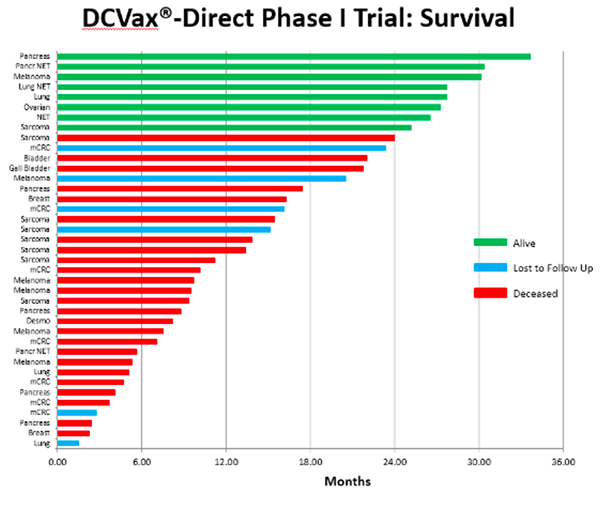 DCVax®-Direct Phase I Trial: Survival
Pancreas
Pancr NET
Melanoma
Lung NET
Lung
Ovarian
NET
Sarcoma
Sarcoma
mCRC
Bladder
Gall Bladder
Melanoma
Pancreas
Breast
mCRC
Sarcoma
Sarcoma
Sarcoma
Sarcoma
Sarcoma
mCRC
Melanoma
Melanoma
Sarcoma
Pancreas
Desmo
Melanoma
mCRC
Pancr NET
Melanoma
Lung
mCRC
Pancreas
mCRC
mCRC
Pancreas
Breast
Lung
Alive
Lost to Follow Up
Deceased
0.00 6.00 12.00 18.00 24.00 30.00 36.00
Months